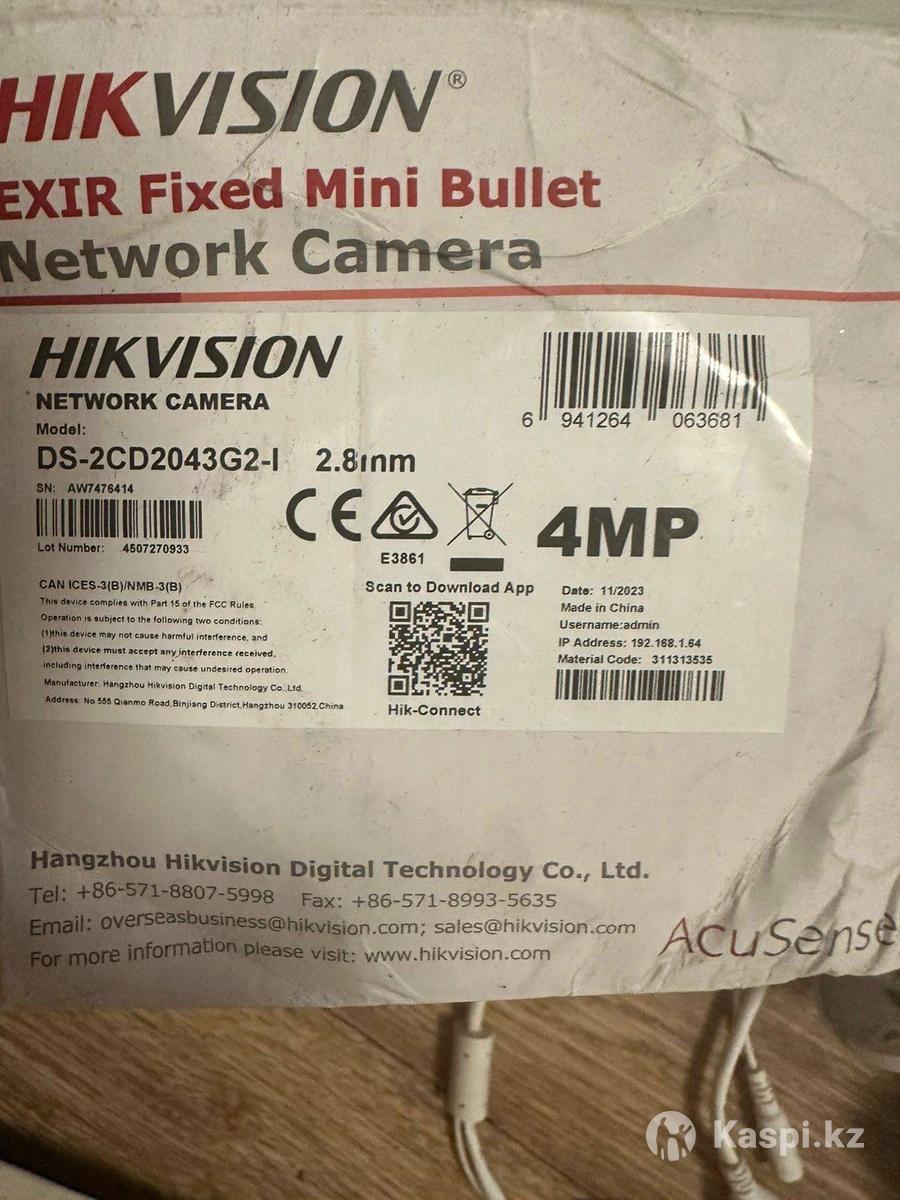 HIKVISION®
EXIR Fixed Mini Bullet
Network Camera
HIKVISION
NETWORK CAMERA
Model:
DS-2CD2043G2-I 2.8mm
SN: AW7476414
Lot Number: 4507270933
6 941264 063681
E3861
4MP
CAN ICES-3(B)/NMB-3(B)
This device complies with Part 15 of the FCC Rules.
Operation is subject to the following two conditions:
(1)this device may not cause harmful interference, and
(2)this device must accept any interference received,
including interference that may cause undesired operation.
Manufacturer: Hangzhou Hikvision Digital Technology Co.,Ltd.
Address: No 555 Qianmo Road,Binjiang District,Hangzhou 310052,China
Scan to Download App
Hik-Connect
Date: 11/2023
Made in China
Username:admin
IP Address: 192.168.1.64
Material Code: 311313535
Hangzhou Hikvision Digital Technology Co., Ltd.
Tel: +86-571-8807-5998 Fax: +86-571-8993-5635
Email: overseasbusiness@hikvision.com; sales@hikvision.com
For more information please visit: www.hikvision.com
AcuSense
Kaspi.kz